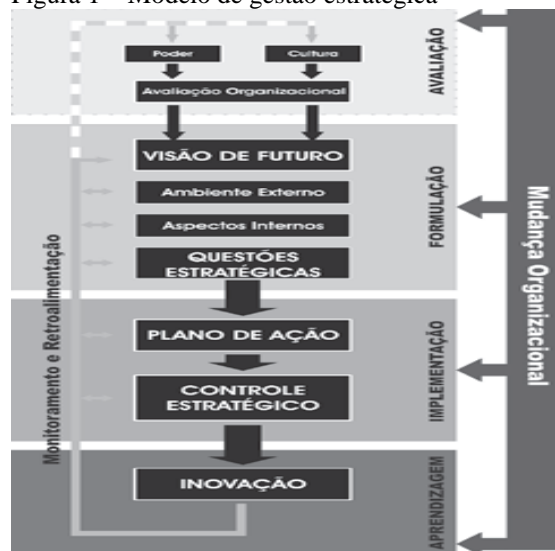 Figura 1 – Modelo de gestão estratégica
Poder
Cultura
Avaliação Organizacional
AVALIAÇÃO
VISÃO DE FUTURO
Ambiente Externo
Aspectos Internos
QUESTÕES
ESTRATÉGICAS
FORMULAÇÃO
PLANO DE AÇÃO
CONTROLE
ESTRATÉGICO
IMPLEMENTAÇÃO
INOVAÇÃO
APRENDIZAGEM
Monitoramento e Retroalimentação
Mudança Organizacional